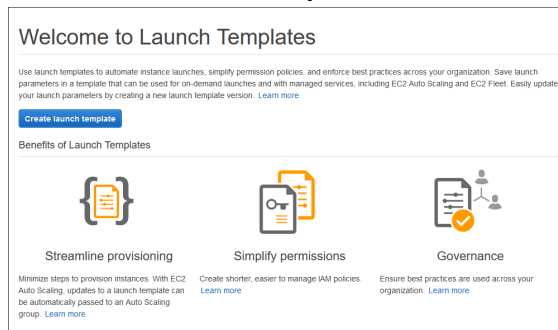 Welcome to Launch Templates
Use launch templates to automate instance launches, simplify permission policies, and enforce best practices across your organization. Save launch
parameters in a template that can be used for on-demand launches and with managed services, including EC2 Auto Scaling and EC2 Fleet. Easily update
your launch parameters by creating a new launch template version. Learn more
Create launch template
Benefits of Launch Templates
Streamline provisioning
Minimize steps to provision instances. With EC2
Auto Scaling, updates to a launch template can
be automatically passed to an Auto Scaling
group. Learn more
Simplify permissions
Create shorter, easier to manage IAM policies.
Learn more
Governance
Ensure best practices are used across your
organization. Learn more